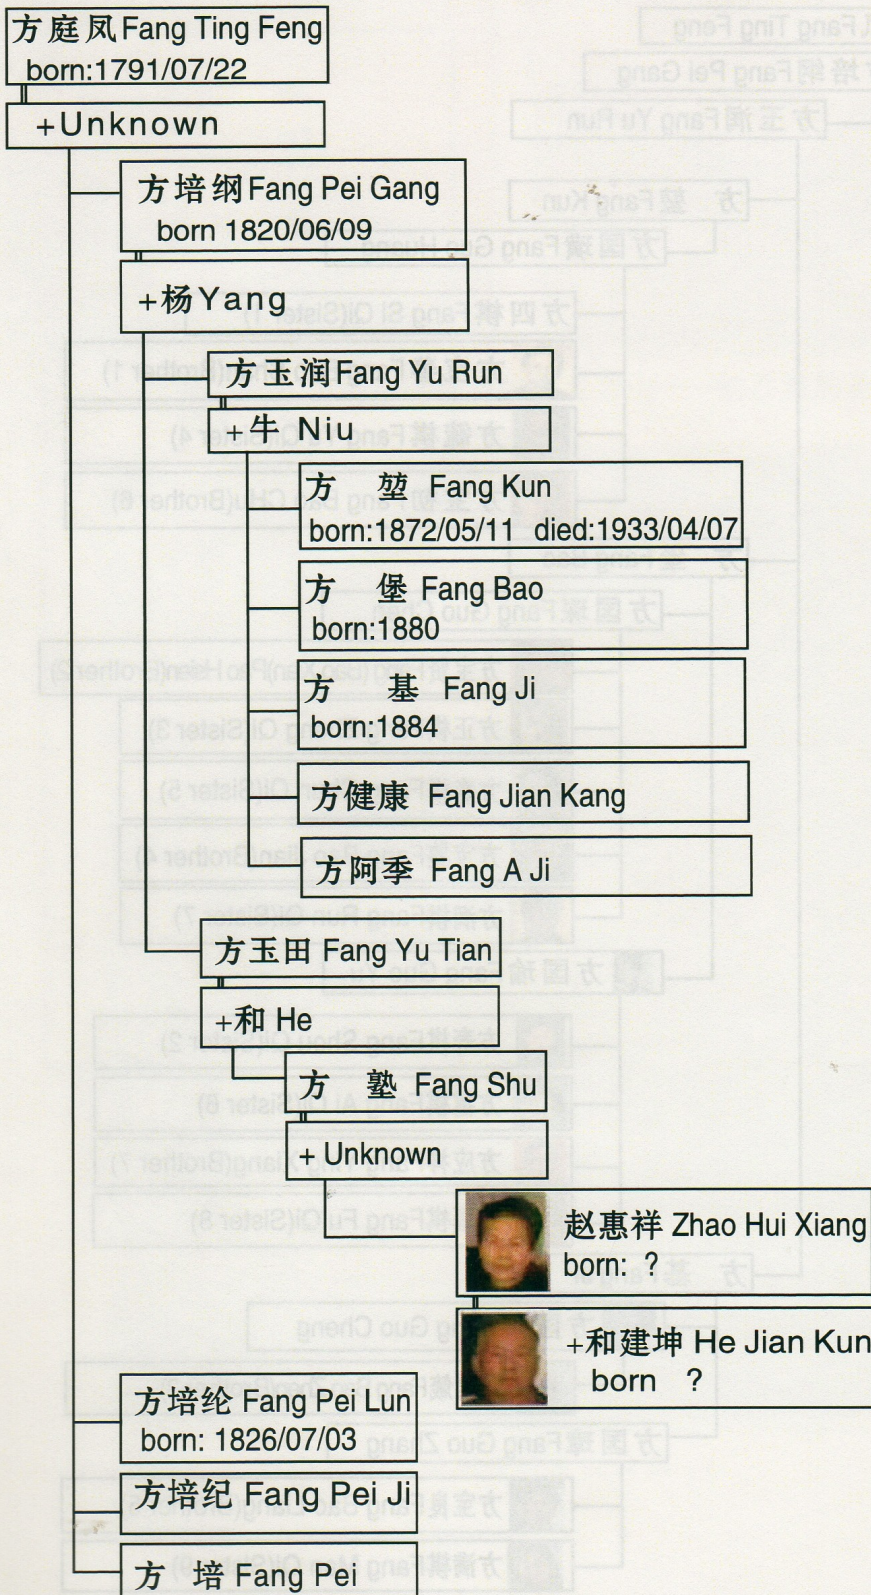 方庭凤 Fang Ting Feng
born:1791/07/22
+Unknown
方培纲 Fang Pei Gang
born 1820/06/09
+杨 Yang
方玉润 Fang Yu Run
+牛 Niu
方 堃 Fang Kun
born:1872/05/11 died:1933/04/07
方 堡 Fang Bao
born:1880
方 基 Fang Ji
born:1884
方健康 Fang Jian Kang
方阿季 Fang A Ji
方玉田 Fang Yu Tian
+和 He
方 塾 Fang Shu
+ Unknown
赵惠祥 Zhao Hui Xiang
born: ?
+和建坤 He Jian Kun
born ?
方培纶 Fang Pei Lun
born: 1826/07/03
方培纪 Fang Pei Ji
方 培 Fang Pei